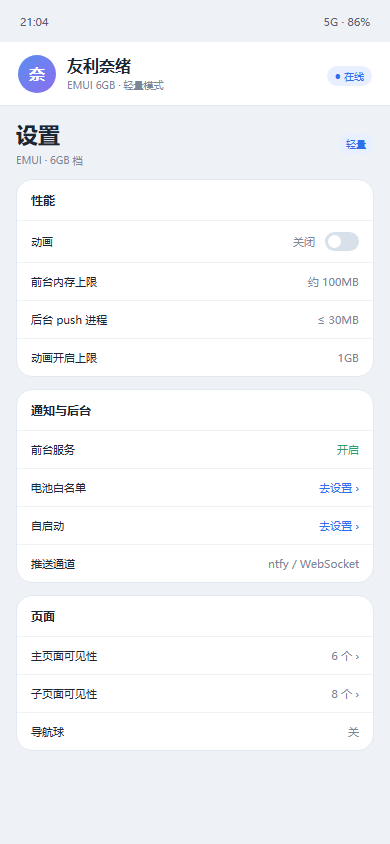 21:04 5G · 86%
奈 友利奈绪
EMUI 6GB · 轻量模式 在线
设置
EMUI · 6GB 档 轻量
性能
动画 关闭
前台内存上限 约 100MB
后台 push 进程 ≤ 30MB
动画开启上限 1GB
通知与后台
前台服务 开启
电池白名单 去设置 ›
自启动 去设置 ›
推送通道 ntfy / WebSocket
页面
主页面可见性 6 个 ›
子页面可见性 8 个 ›
导航球 关